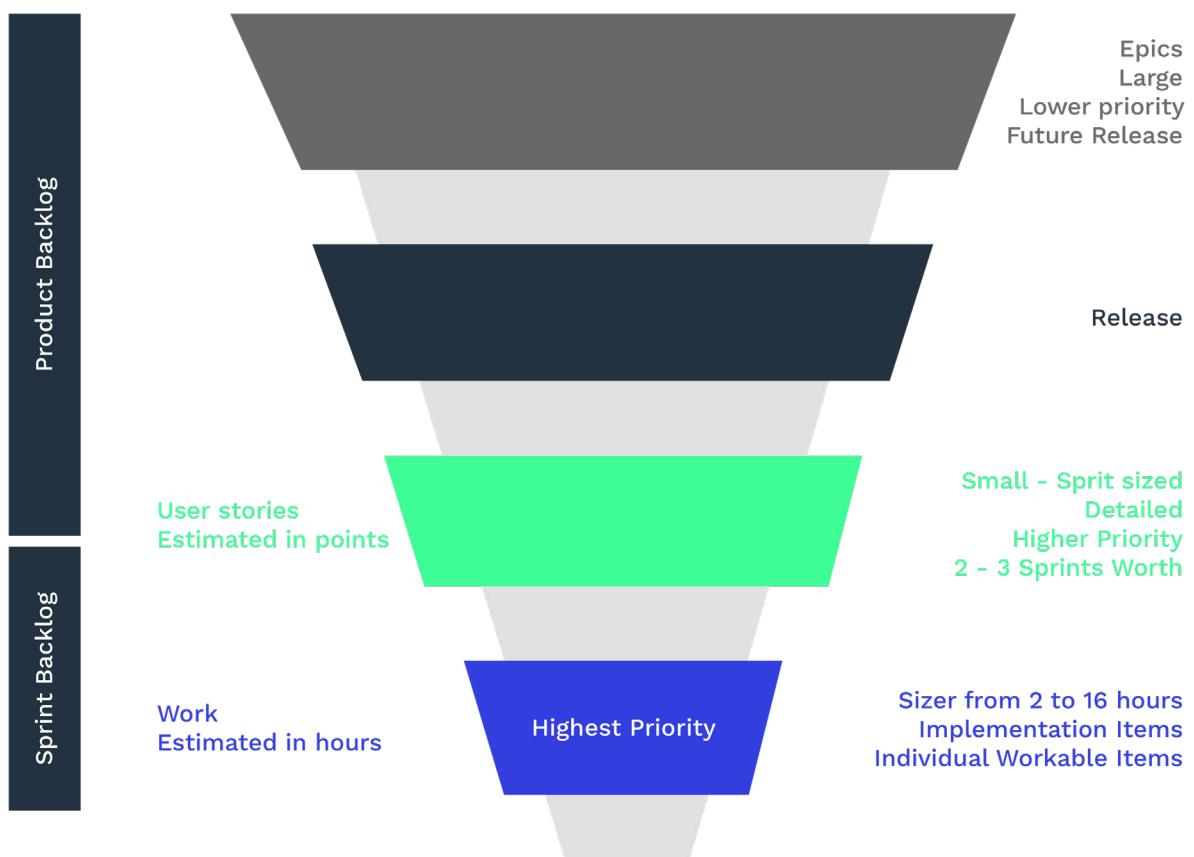 Product Backlog
Epics
Large
Lower priority
Future Release
Release
User stories
Estimated in points
Small - Sprit sized
Detailed
Higher Priority
2 - 3 Sprints Worth
Sprint Backlog
Work
Estimated in hours
Highest Priority
Sizer from 2 to 16 hours
Implementation Items
Individual Workable Items